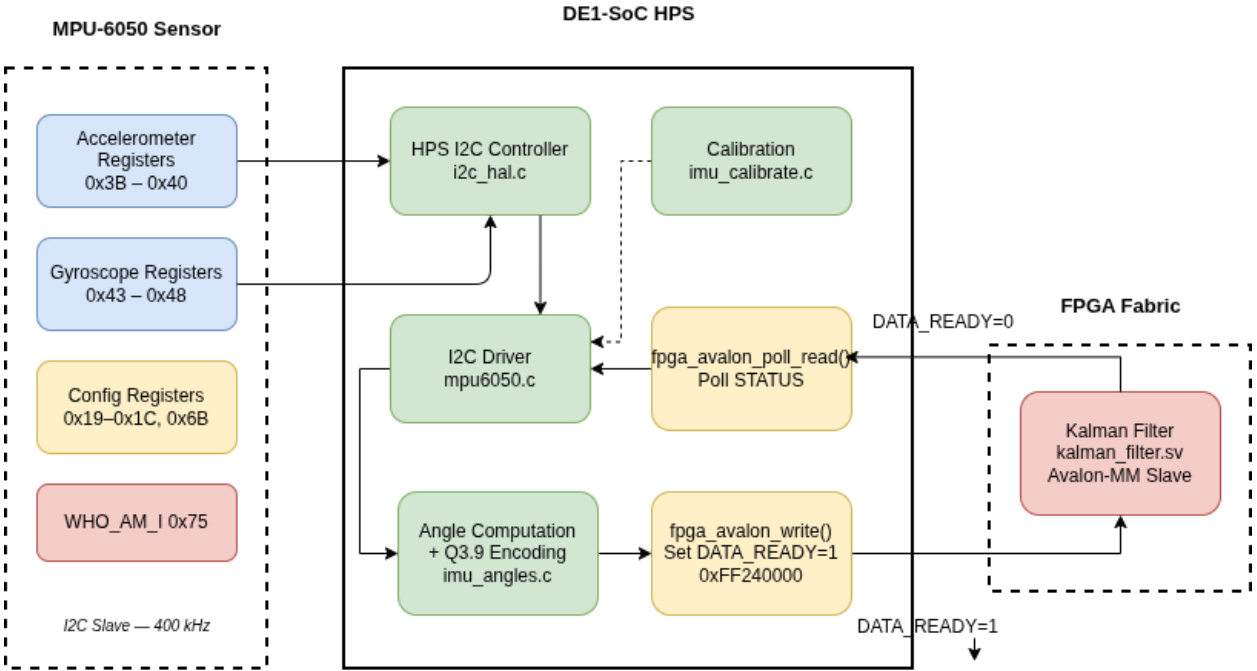 DE1-SoC HPS
MPU-6050 Sensor
Accelerometer
Registers
0x3B – 0x40
Gyroscope Registers
0x43 – 0x48
Config Registers
0x19–0x1C, 0x6B
WHO_AM_I 0x75
I2C Slave — 400 kHz
HPS I2C Controller
i2c_hal.c
Calibration
imu_calibrate.c
I2C Driver
mpu6050.c
fpga_avalon_poll_read()
Poll STATUS
Angle Computation
+ Q3.9 Encoding
imu_angles.c
fpga_avalon_write()
Set DATA_READY=1
0xFF240000
DATA_READY=0
DATA_READY=1
FPGA Fabric
Kalman Filter
kalman_filter.sv
Avalon-MM Slave